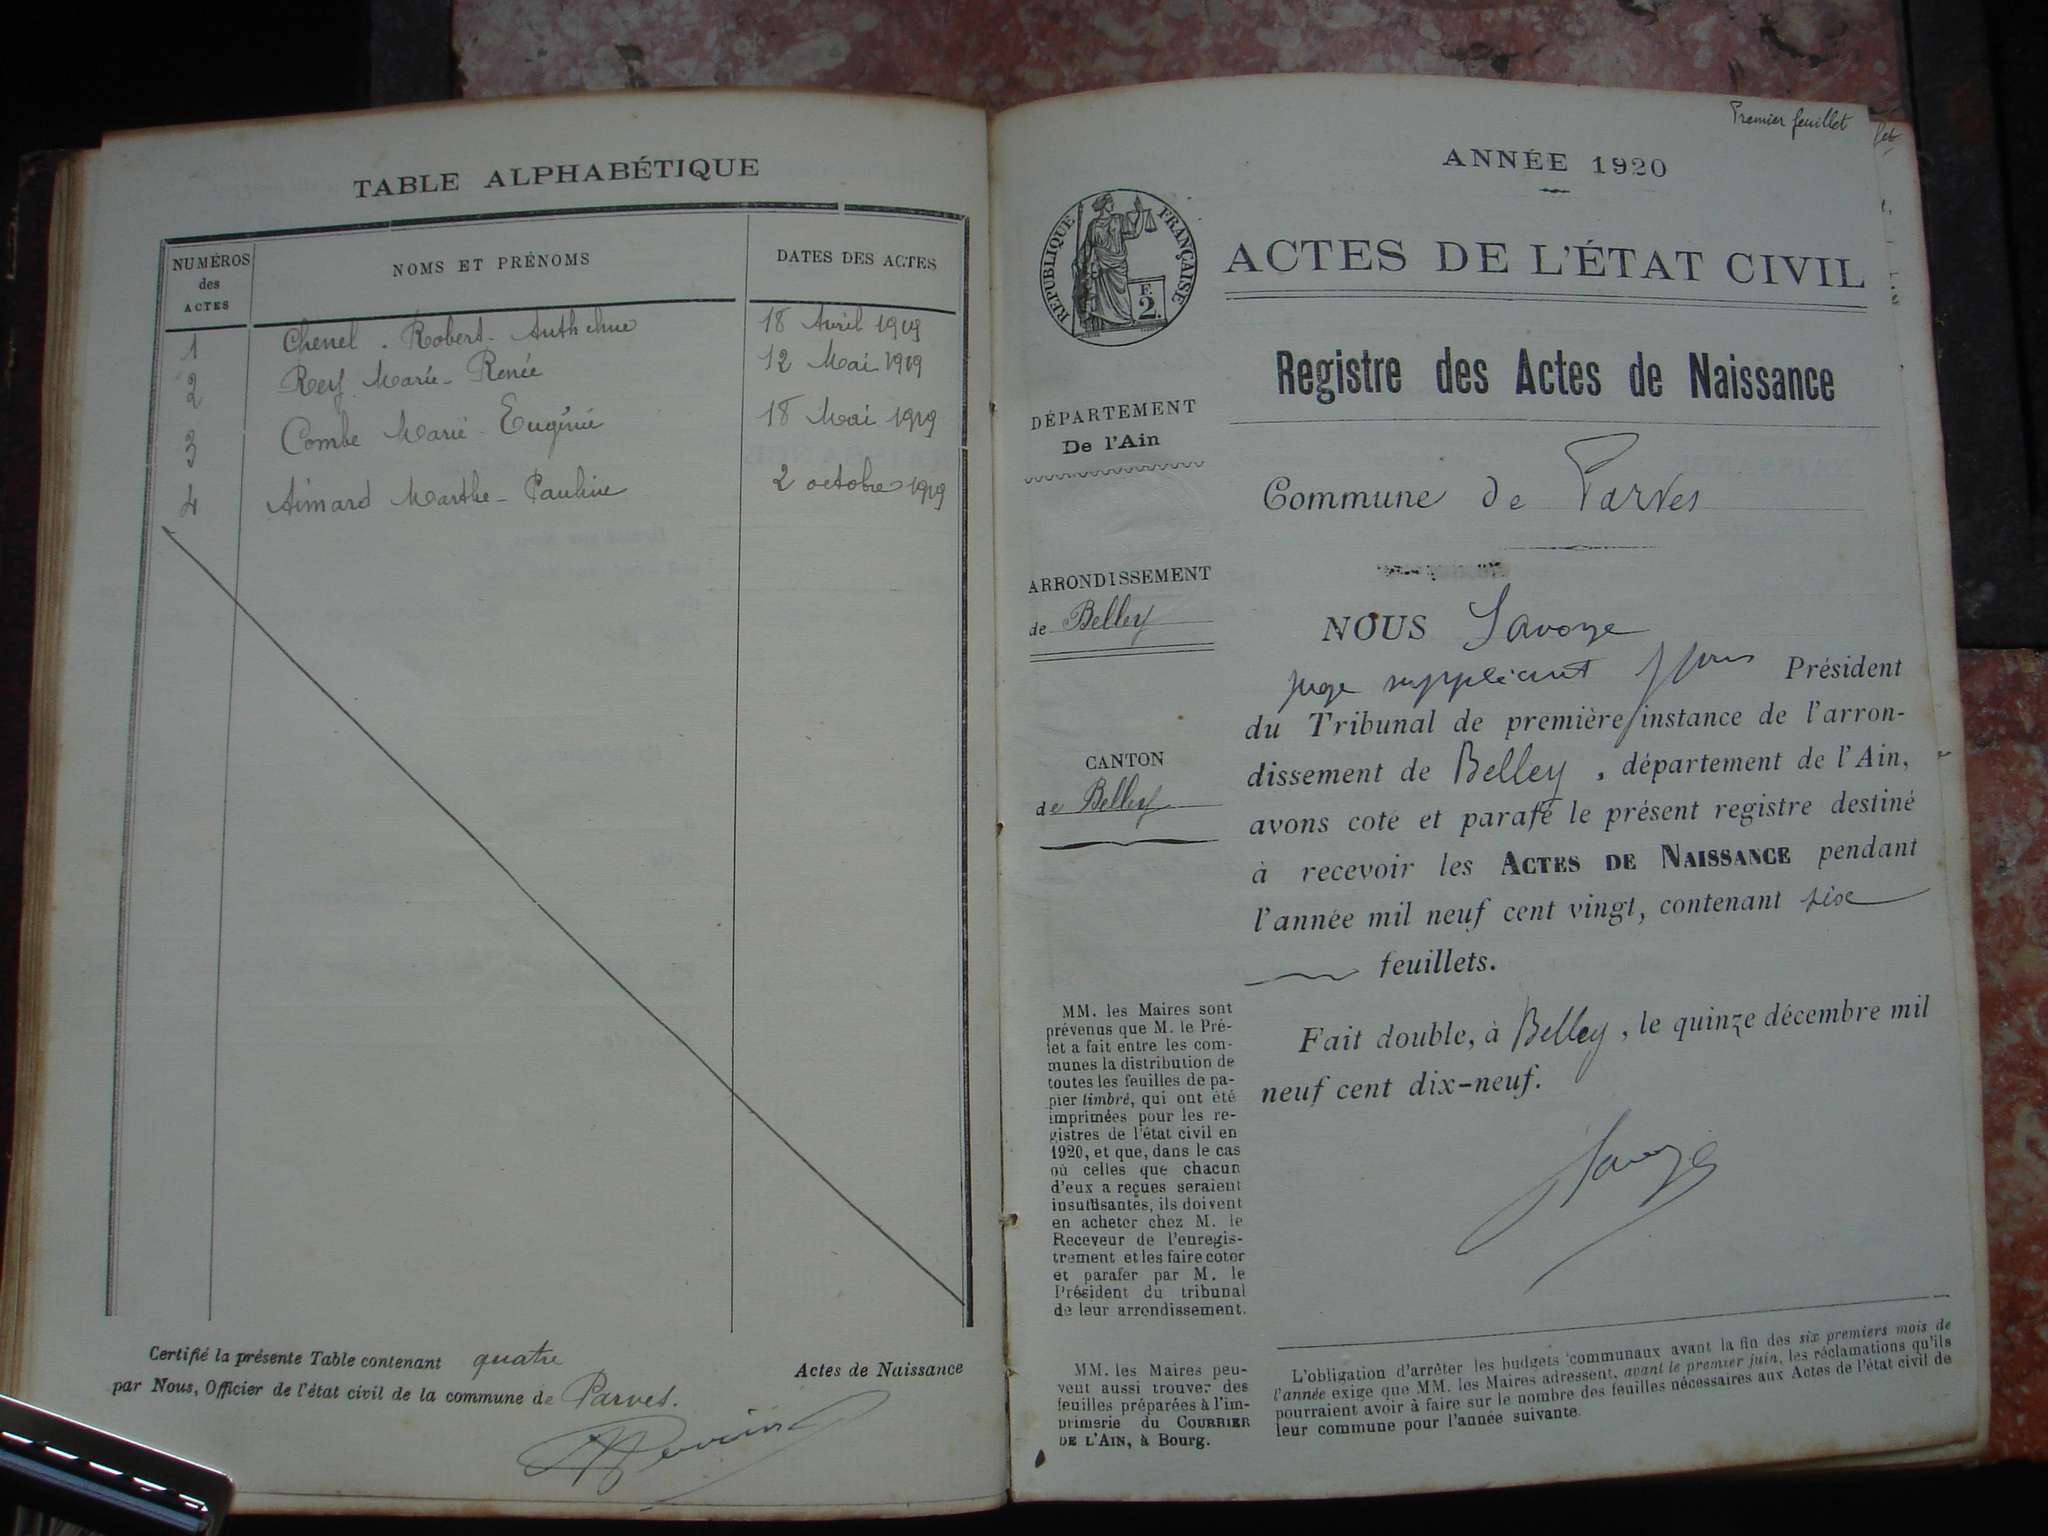 TABLE ALPHABÉTIQUE
NUMÉROS des ACTES
NOMS ET PRÉNOMS
DATES DES ACTES
1 Chenel. Robert. Anthelme 18 Avril 1919
2 Rey Marie-Renée 12 Mai 1919
3 Combe Marie-Eugénie 18 Mai 1919
4 Aimard Marthe-Pauline 2 octobre 1919
Certifié la présente Table contenant quatre Actes de Naissance
par Nous, Officier de l'état civil de la commune de Parves.
Premier feuillet
ANNÉE 1920
RÉPUBLIQUE FRANÇAISE
F. 2.
ACTES DE L'ÉTAT CIVIL
Registre des Actes de Naissance
DÉPARTEMENT
De l'Ain
Commune de Parves
ARRONDISSEMENT
de Belley
CANTON
de Belley
NOUS Savoye
juge suppléant Président
du Tribunal de première instance de l'arron-
dissement de Belley, département de l'Ain,
avons coté et parafé le présent registre destiné
à recevoir les ACTES DE NAISSANCE pendant
l'année mil neuf cent vingt, contenant six
feuillets.
Fait double, à Belley, le quinze décembre mil
neuf cent dix-neuf.
Savoye
MM. les Maires sont
prévenus que M. le Pré-
fet a fait entre les com-
munes la distribution de
toutes les feuilles de pa-
pier timbré, qui ont été
imprimées pour les re-
gistres de l'état civil en
1920, et que, dans le cas
où celles que chacun
d'eux a reçues seraient
insuffisantes, ils doivent
en acheter chez M. le
Receveur de l'enregis-
trement et les faire coter
et parafer par M. le
Président du tribunal
de leur arrondissement.
MM. les Maires peu-
vent aussi trouver des
feuilles préparées à l'im-
primerie du COURRIER
DE L'AIN, à Bourg.
L'obligation d'arrêter les budgets communaux avant la fin des six premiers mois de
l'année exige que MM. les Maires adressent, avant le premier juin, les réclamations qu'ils
pourraient avoir à faire sur le nombre des feuilles nécessaires aux Actes de l'état civil de
leur commune pour l'année suivante.